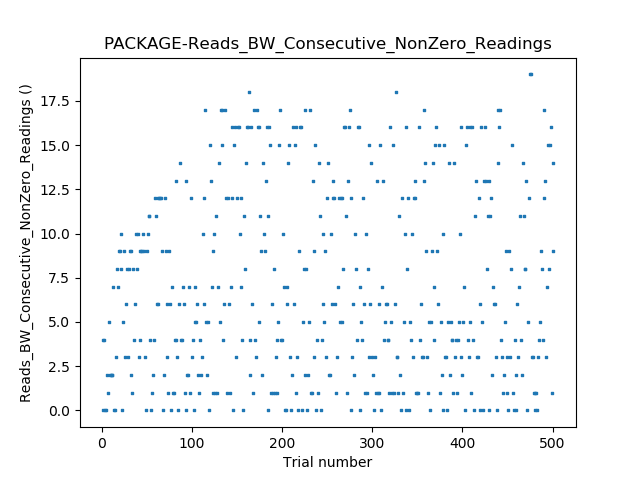 PACKAGE-Reads_BW_Consecutive_NonZero_Readings
Reads_BW_Consecutive_NonZero_Readings ()
17.5
15.0
12.5
10.0
7.5
5.0
2.5
0.0
0 100 200 300 400 500
Trial number